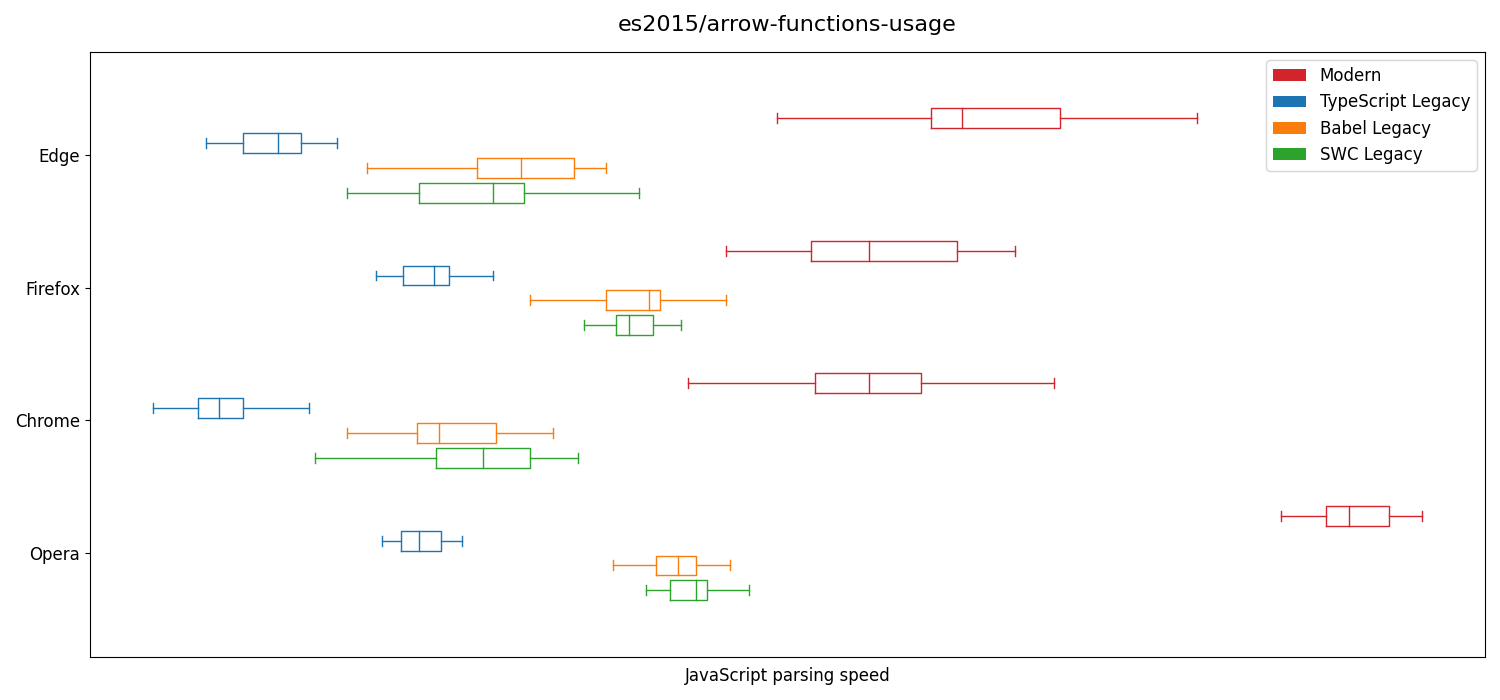 es2015/arrow-functions-usage
Modern
TypeScript Legacy
Babel Legacy
SWC Legacy
Edge
Firefox
Chrome
Opera
JavaScript parsing speed